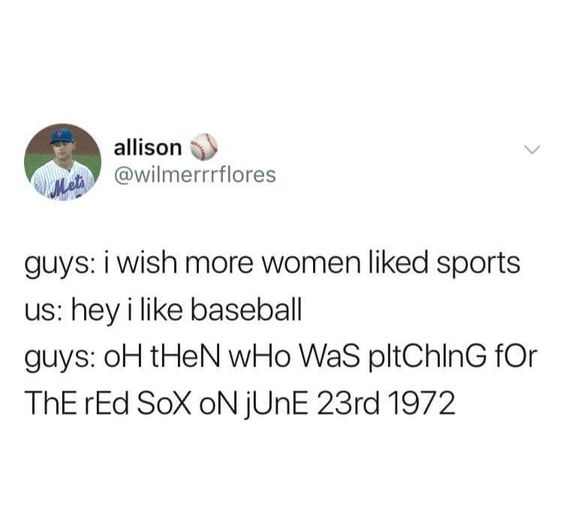 allison ⚾
@wilmerrrflores
Mets
guys: i wish more women liked sports
us: hey i like baseball
guys: oH tHeN wHo WaS pItChInG fOr
ThE rEd SoX oN jUnE 23rd 1972